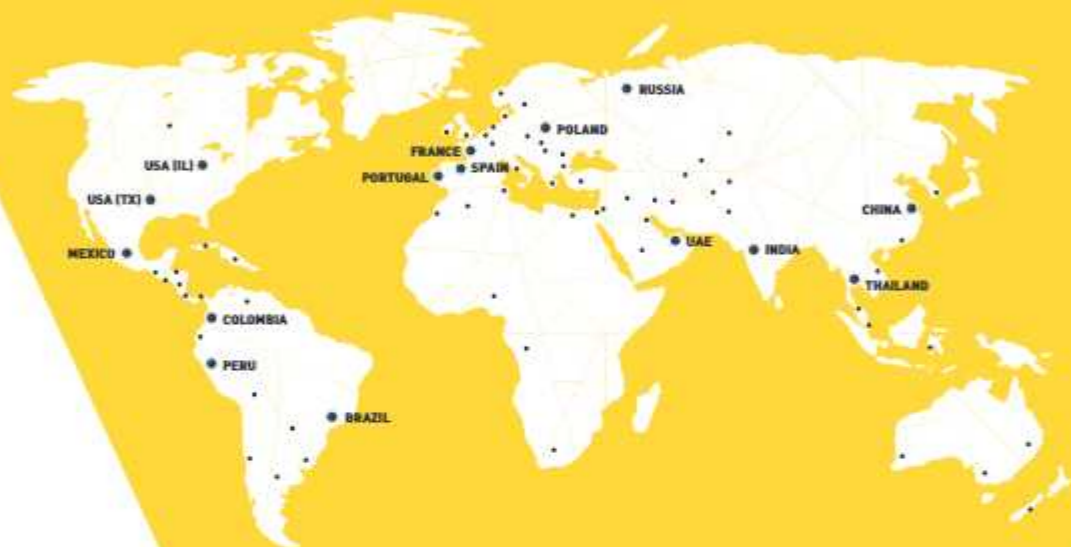 RUSSIA
POLAND
FRANCE
USA (IL)
SPAIN
PORTUGAL
USA (TX)
CHINA
MEXICO
UAE
INDIA
THAILAND
COLOMBIA
PERU
BRAZIL